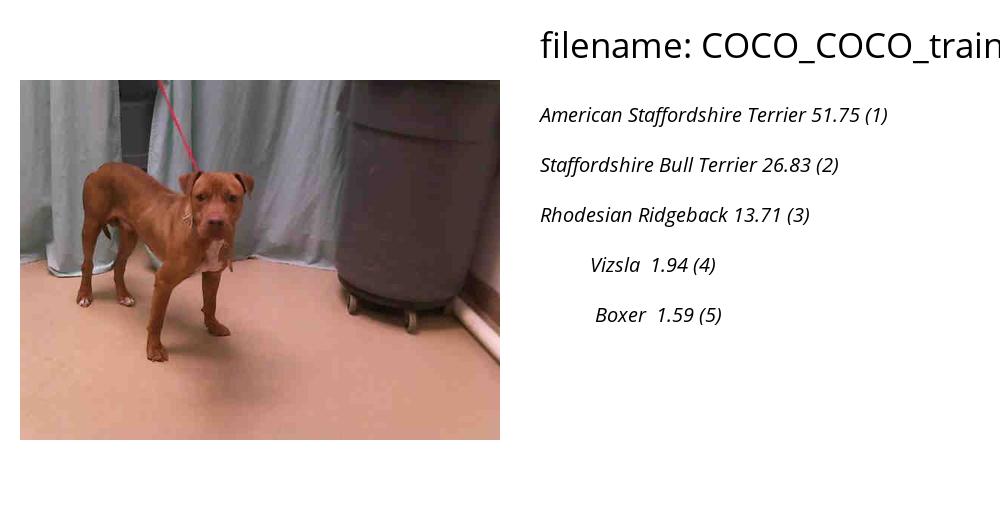 filename: COCO_COCO_train
American Staffordshire Terrier 51.75 (1)
Staffordshire Bull Terrier 26.83 (2)
Rhodesian Ridgeback 13.71 (3)
Vizsla 1.94 (4)
Boxer 1.59 (5)